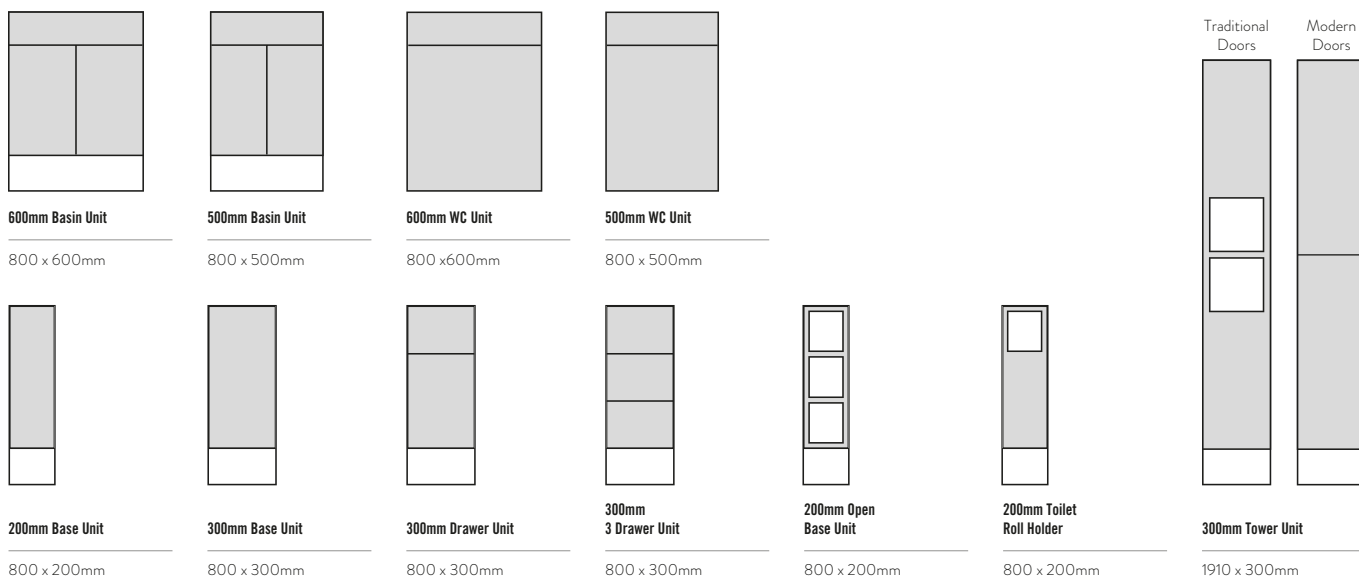 Traditional
Doors
Modern
Doors
600mm Basin Unit
800 x 600mm
500mm Basin Unit
800 x 500mm
600mm WC Unit
800 x600mm
500mm WC Unit
800 x 500mm
200mm Base Unit
800 x 200mm
300mm Base Unit
800 x 300mm
300mm Drawer Unit
800 x 300mm
300mm
3 Drawer Unit
800 x 300mm
200mm Open
Base Unit
800 x 200mm
200mm Toilet
Roll Holder
800 x 200mm
300mm Tower Unit
1910 x 300mm